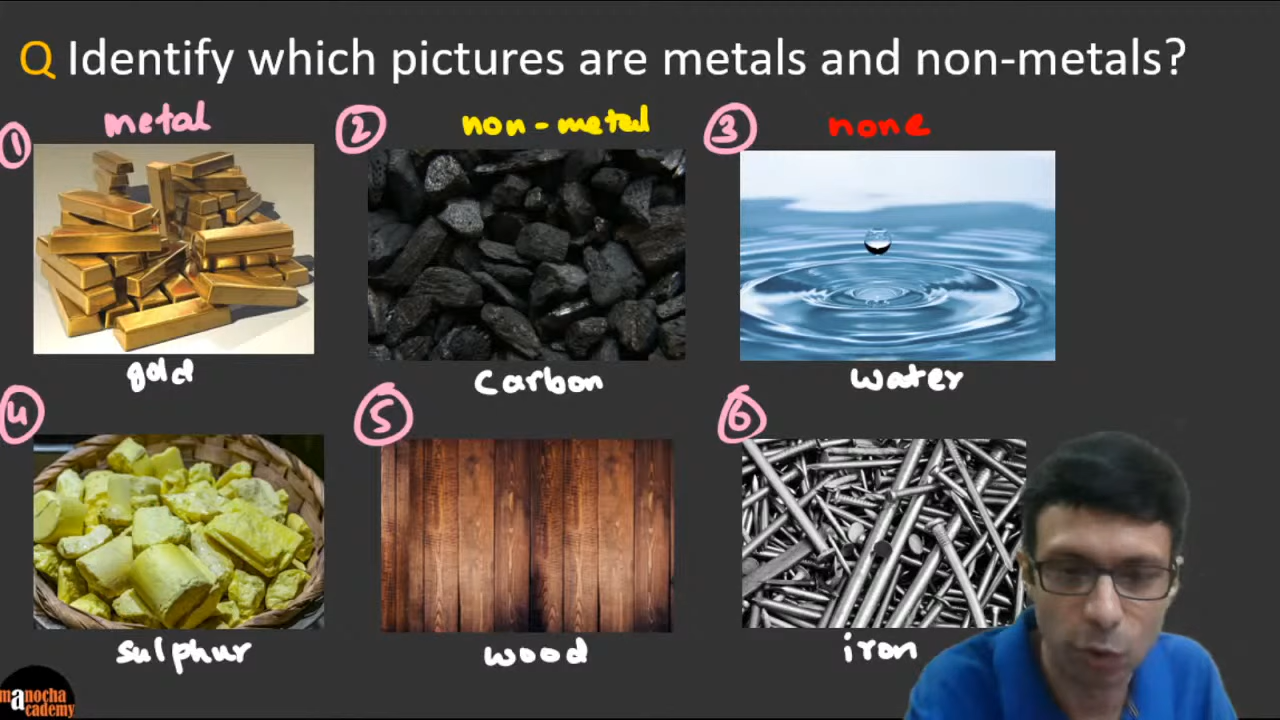 Q Identify which pictures are metals and non-metals?
1 metal
2 non-metal
3 none
gold
carbon
water
4
5
6
sulphur
wood
iron
manocha
academy